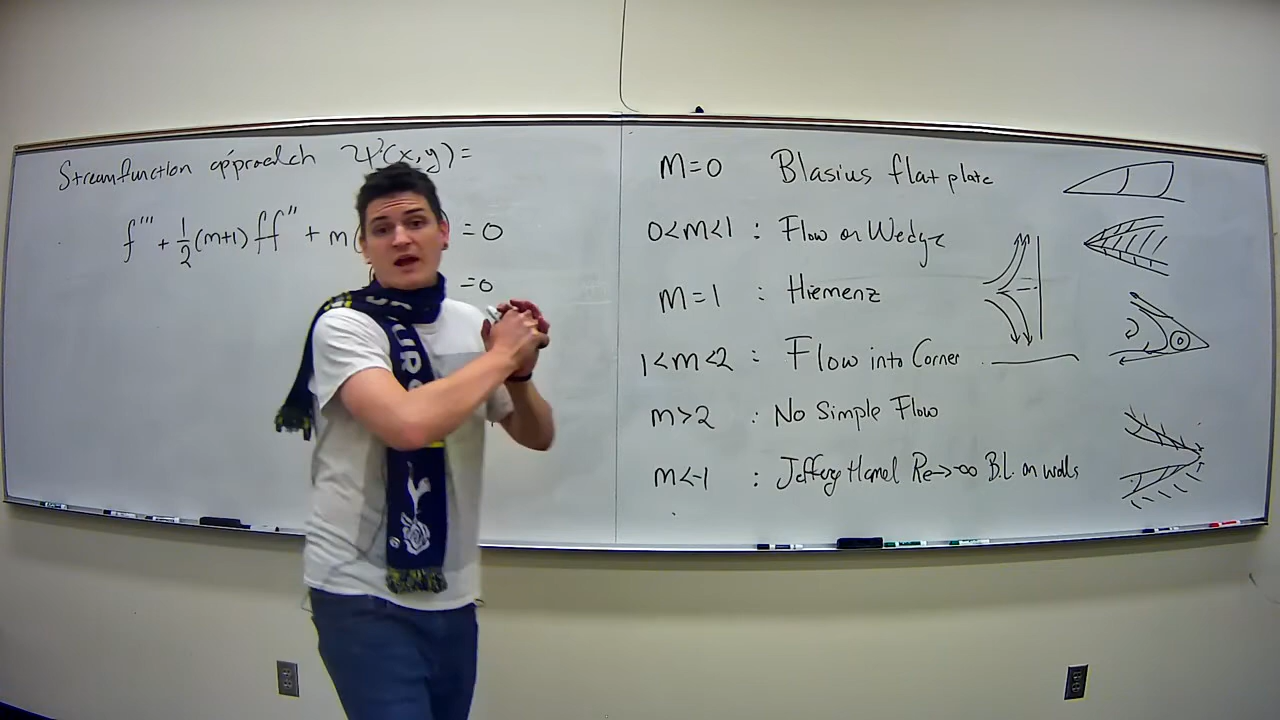 Streamfunction approach Ψ(x,y)=
f''' + 1/2 (m+1) ff'' + m( =0
=0
M=0 Blasius flat plate
0<m<1 : Flow on Wedge
M=1 : Hiemenz
1<m<2 : Flow into Corner
m>2 : No Simple Flow
m<-1 : Jeffery Hamel Re→∞ B.L. on walls
UR